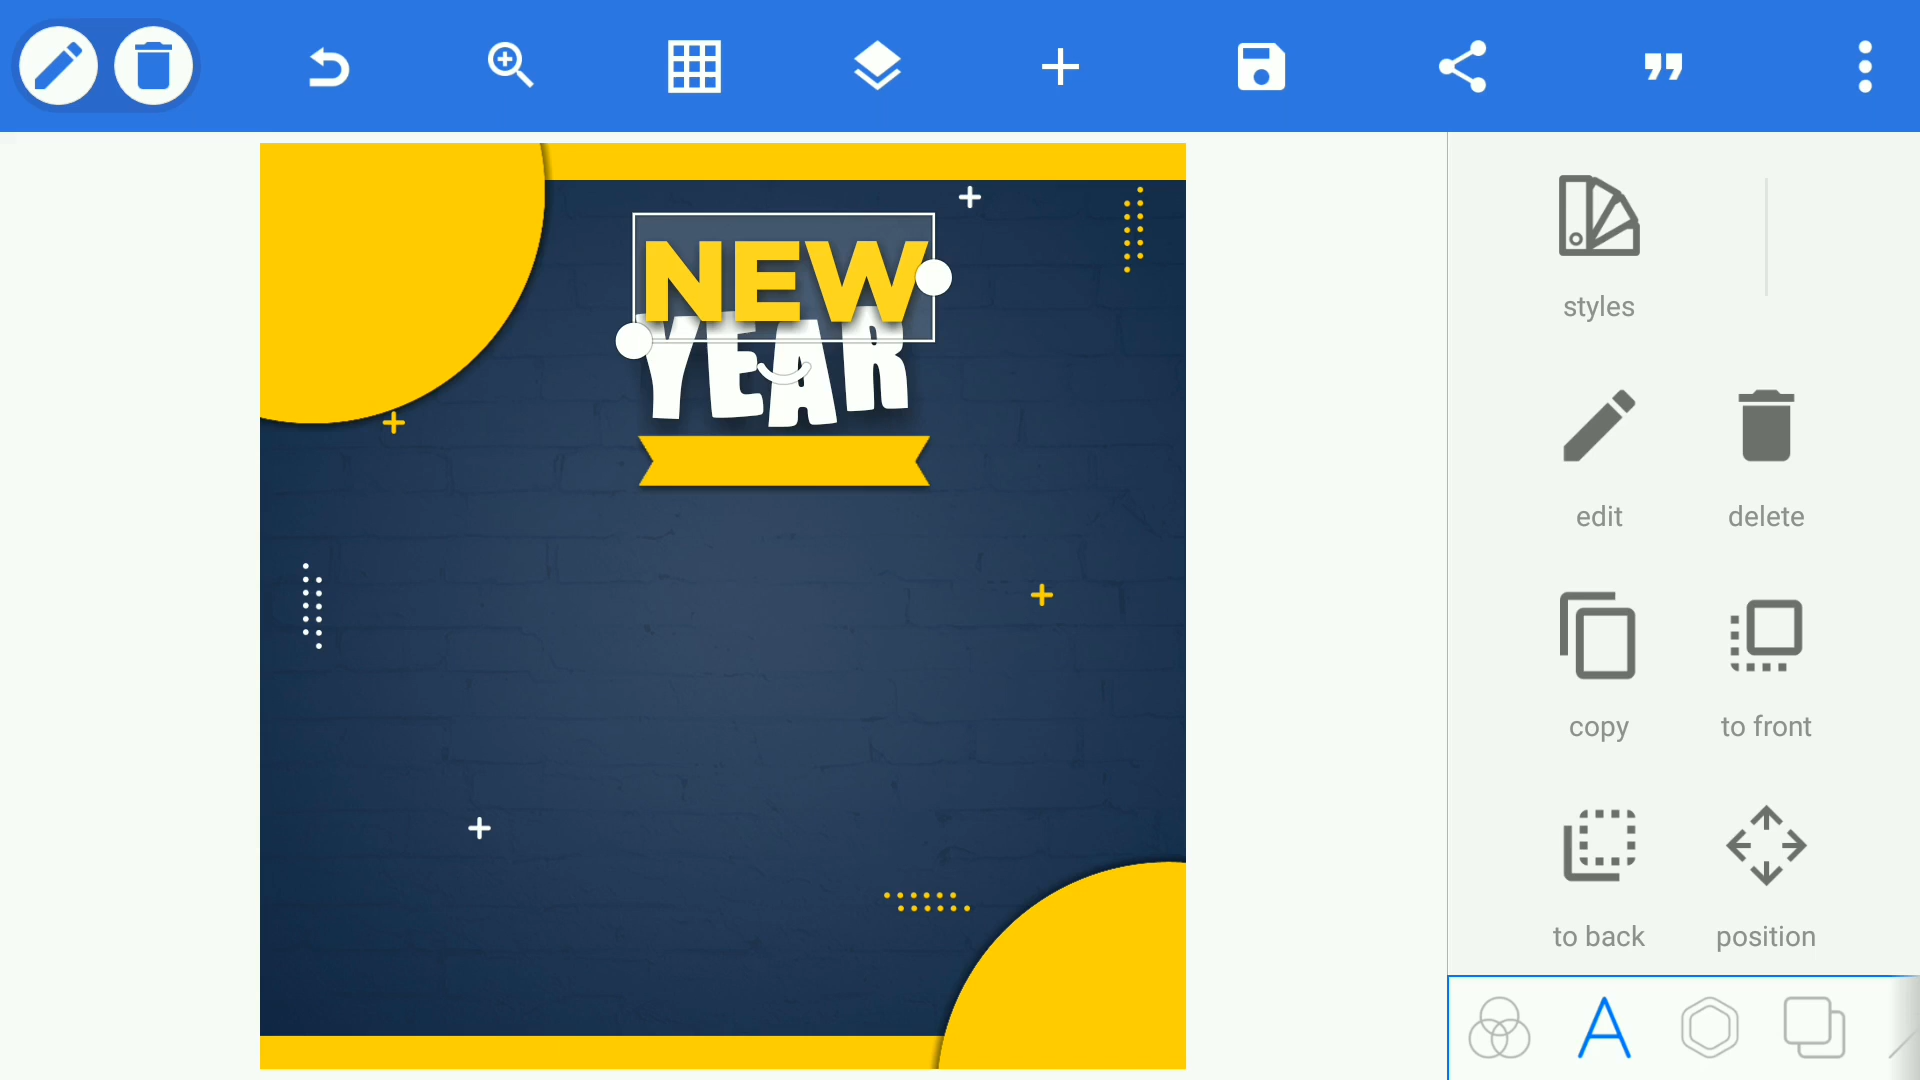 NEW
YEAR
styles
edit
delete
copy
to front
to back
position